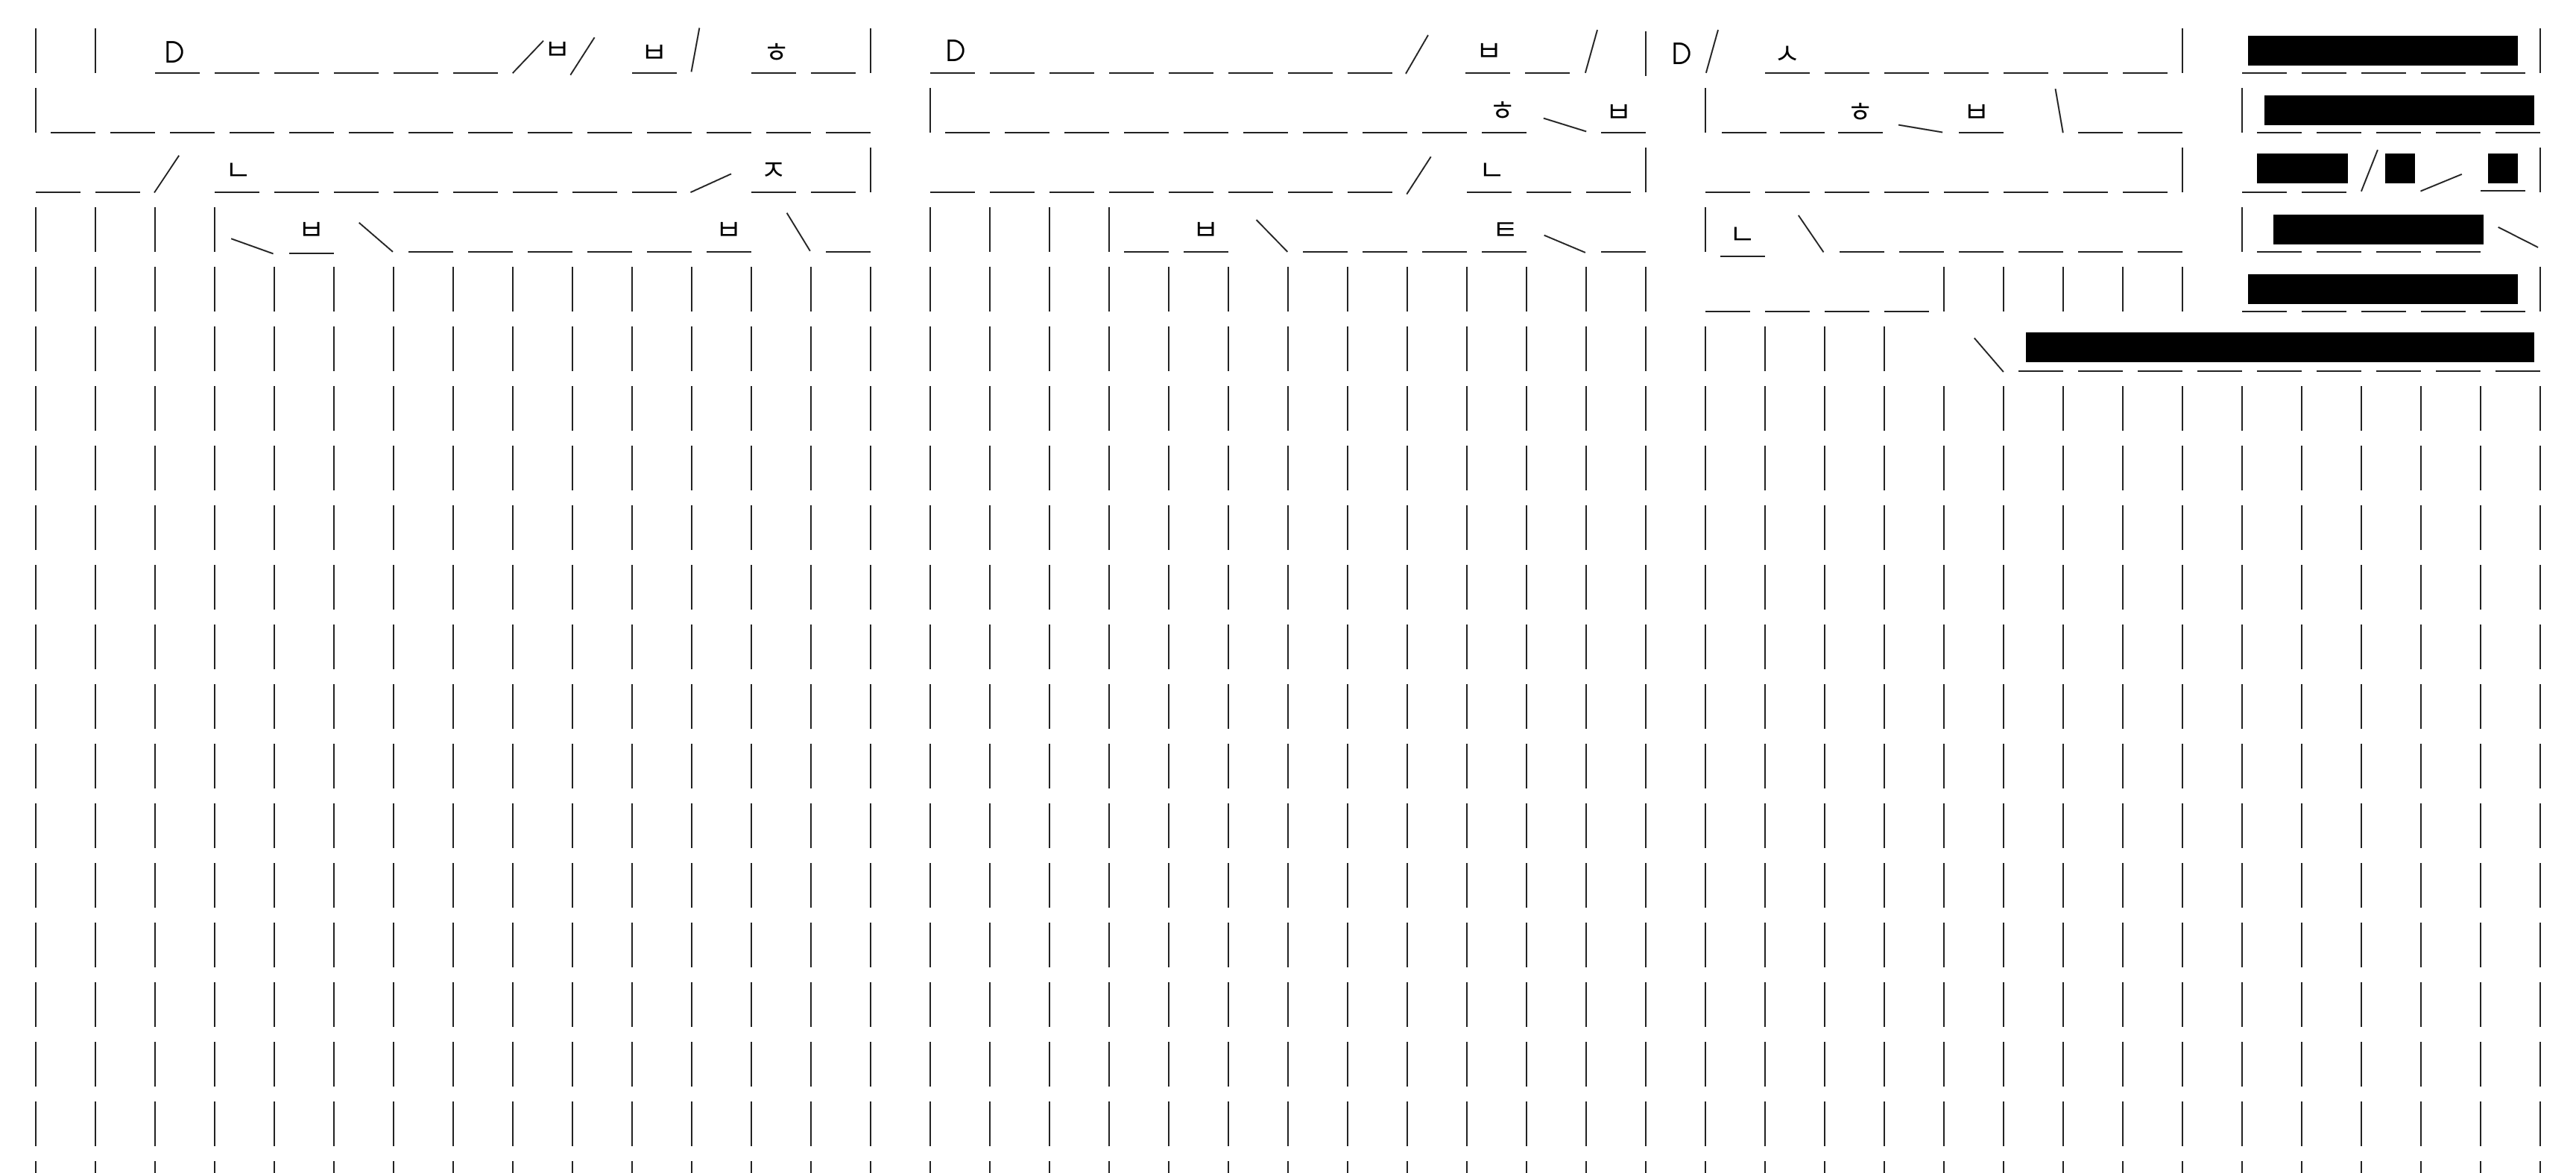 D ㅂ ㅂ ㅎ D ㅂ D ㅅ
ㅎ ㅂ ㅎ ㅂ
ㄴ ㅈ ㄴ
ㅂ ㅂ ㅂ ㅌ ㄴ